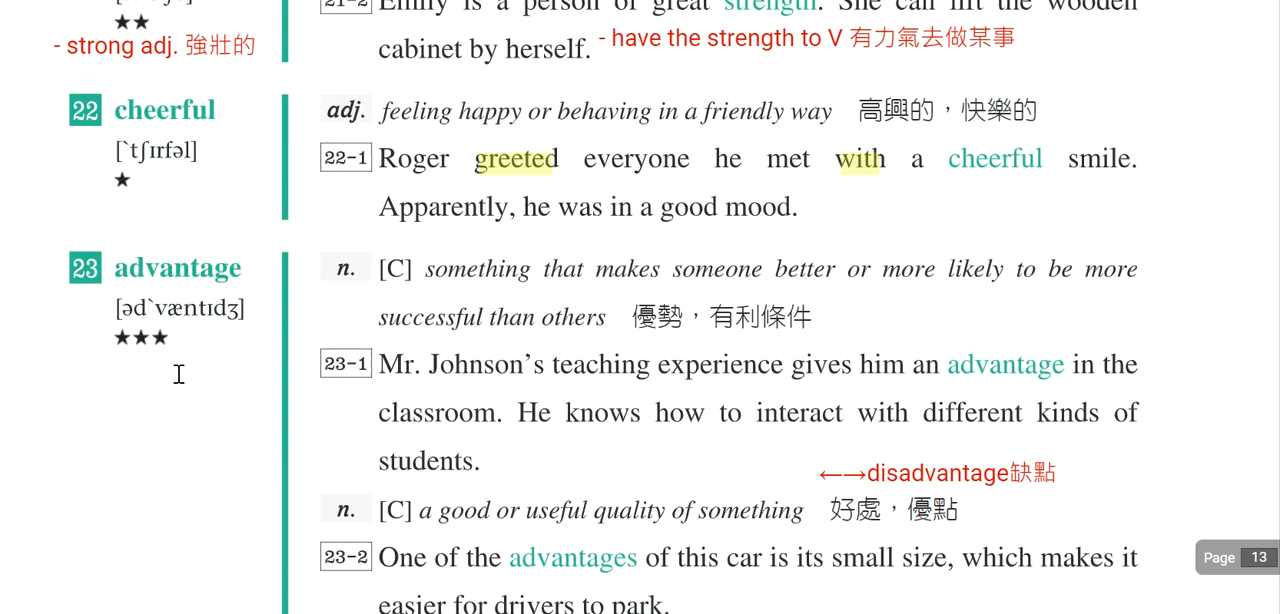 21-2 Emily is a person of great strength. She can lift the wooden
★★
- strong adj. 強壯的
cabinet by herself. - have the strength to V 有力氣去做某事
22 cheerful
adj. feeling happy or behaving in a friendly way 高興的，快樂的
[ˋtʃɪrfəl]
22-1 Roger greeted everyone he met with a cheerful smile.
★
Apparently, he was in a good mood.
23 advantage
n. [C] something that makes someone better or more likely to be more
[ədˋvæntɪdʒ]
successful than others 優勢，有利條件
★★★
23-1 Mr. Johnson’s teaching experience gives him an advantage in the
classroom. He knows how to interact with different kinds of
students.
←→disadvantage缺點
n. [C] a good or useful quality of something 好處，優點
23-2 One of the advantages of this car is its small size, which makes it
easier for drivers to park.
Page 13